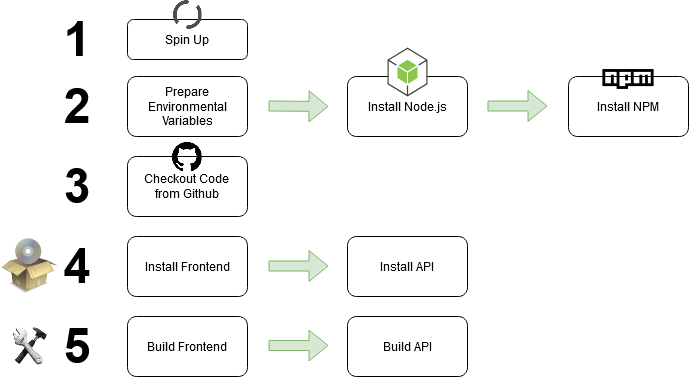 1
Spin Up
2
Prepare
Environmental
Variables
Install Node.js
npm
Install NPM
3
Checkout Code
from Github
4
Install Frontend
Install API
5
Build Frontend
Build API